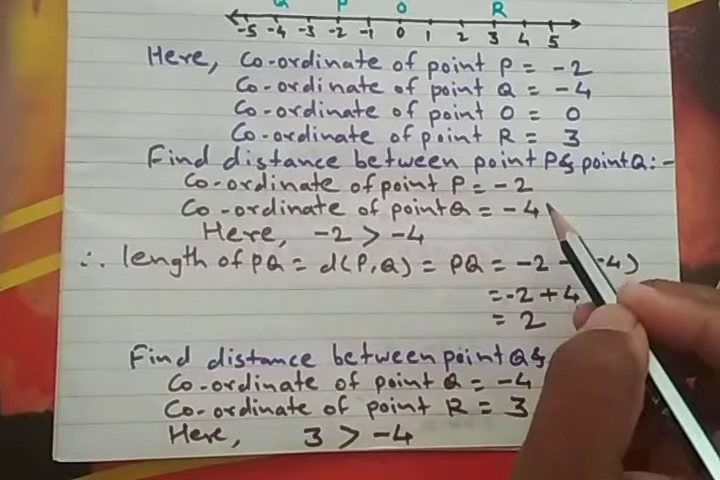 Q P O R
-5 -4 -3 -2 -1 0 1 2 3 4 5
Here, Co-ordinate of point P = -2
Co-ordinate of point Q = -4
Co-ordinate of point O = 0
Co-ordinate of point R = 3
Find distance between point P & point Q :-
Co-ordinate of point P = -2
Co-ordinate of point Q = -4
Here, -2 > -4
∴ length of PQ = d(P,Q) = PQ = -2 - -4)
= -2 + 4
= 2
Find distance between point Q &
Co-ordinate of point Q = -4
Co-ordinate of point R = 3
Here, 3 > -4